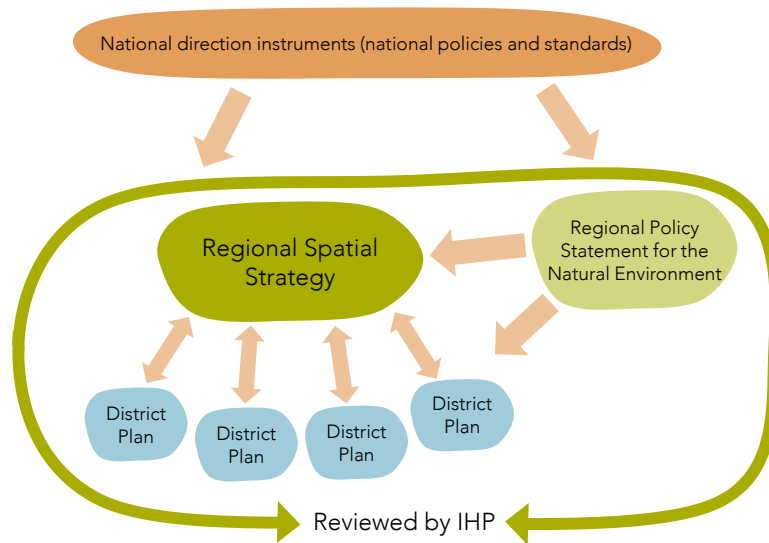 National direction instruments (national policies and standards)
Regional Spatial
Strategy
Regional Policy
Statement for the
Natural Environment
District
Plan
District
Plan
District
Plan
District
Plan
Reviewed by IHP